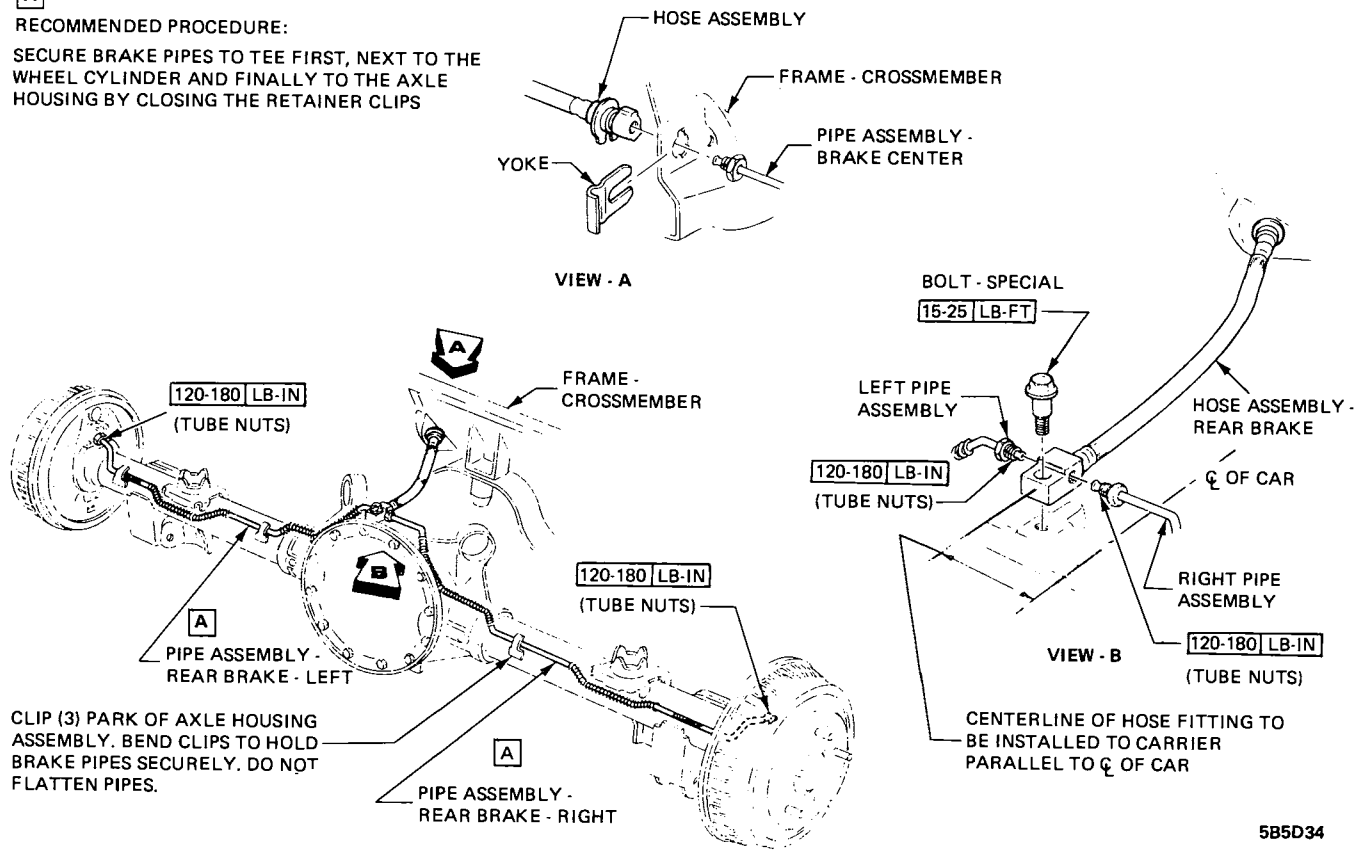 A
RECOMMENDED PROCEDURE:
SECURE BRAKE PIPES TO TEE FIRST, NEXT TO THE
WHEEL CYLINDER AND FINALLY TO THE AXLE
HOUSING BY CLOSING THE RETAINER CLIPS
HOSE ASSEMBLY
FRAME - CROSSMEMBER
PIPE ASSEMBLY -
BRAKE CENTER
YOKE
VIEW - A
BOLT - SPECIAL
15-25 LB-FT
LEFT PIPE
ASSEMBLY
120-180 LB-IN
(TUBE NUTS)
HOSE ASSEMBLY -
REAR BRAKE
℄ OF CAR
RIGHT PIPE
ASSEMBLY
120-180 LB-IN
(TUBE NUTS)
VIEW - B
CENTERLINE OF HOSE FITTING TO
BE INSTALLED TO CARRIER
PARALLEL TO ℄ OF CAR
A
FRAME -
CROSSMEMBER
120-180 LB-IN
(TUBE NUTS)
B
120-180 LB-IN
(TUBE NUTS)
A
PIPE ASSEMBLY -
REAR BRAKE - LEFT
CLIP (3) PARK OF AXLE HOUSING
ASSEMBLY. BEND CLIPS TO HOLD
BRAKE PIPES SECURELY. DO NOT
FLATTEN PIPES.
A
PIPE ASSEMBLY -
REAR BRAKE - RIGHT
5B5D34